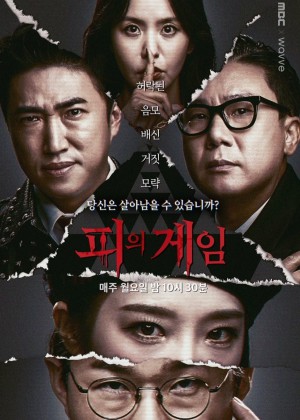 MBC × wavve
허락된
음모
배신
거짓
모략
당신은 살아남을 수 있습니까?
피의 게임
매주 월요일 밤 10시 30분